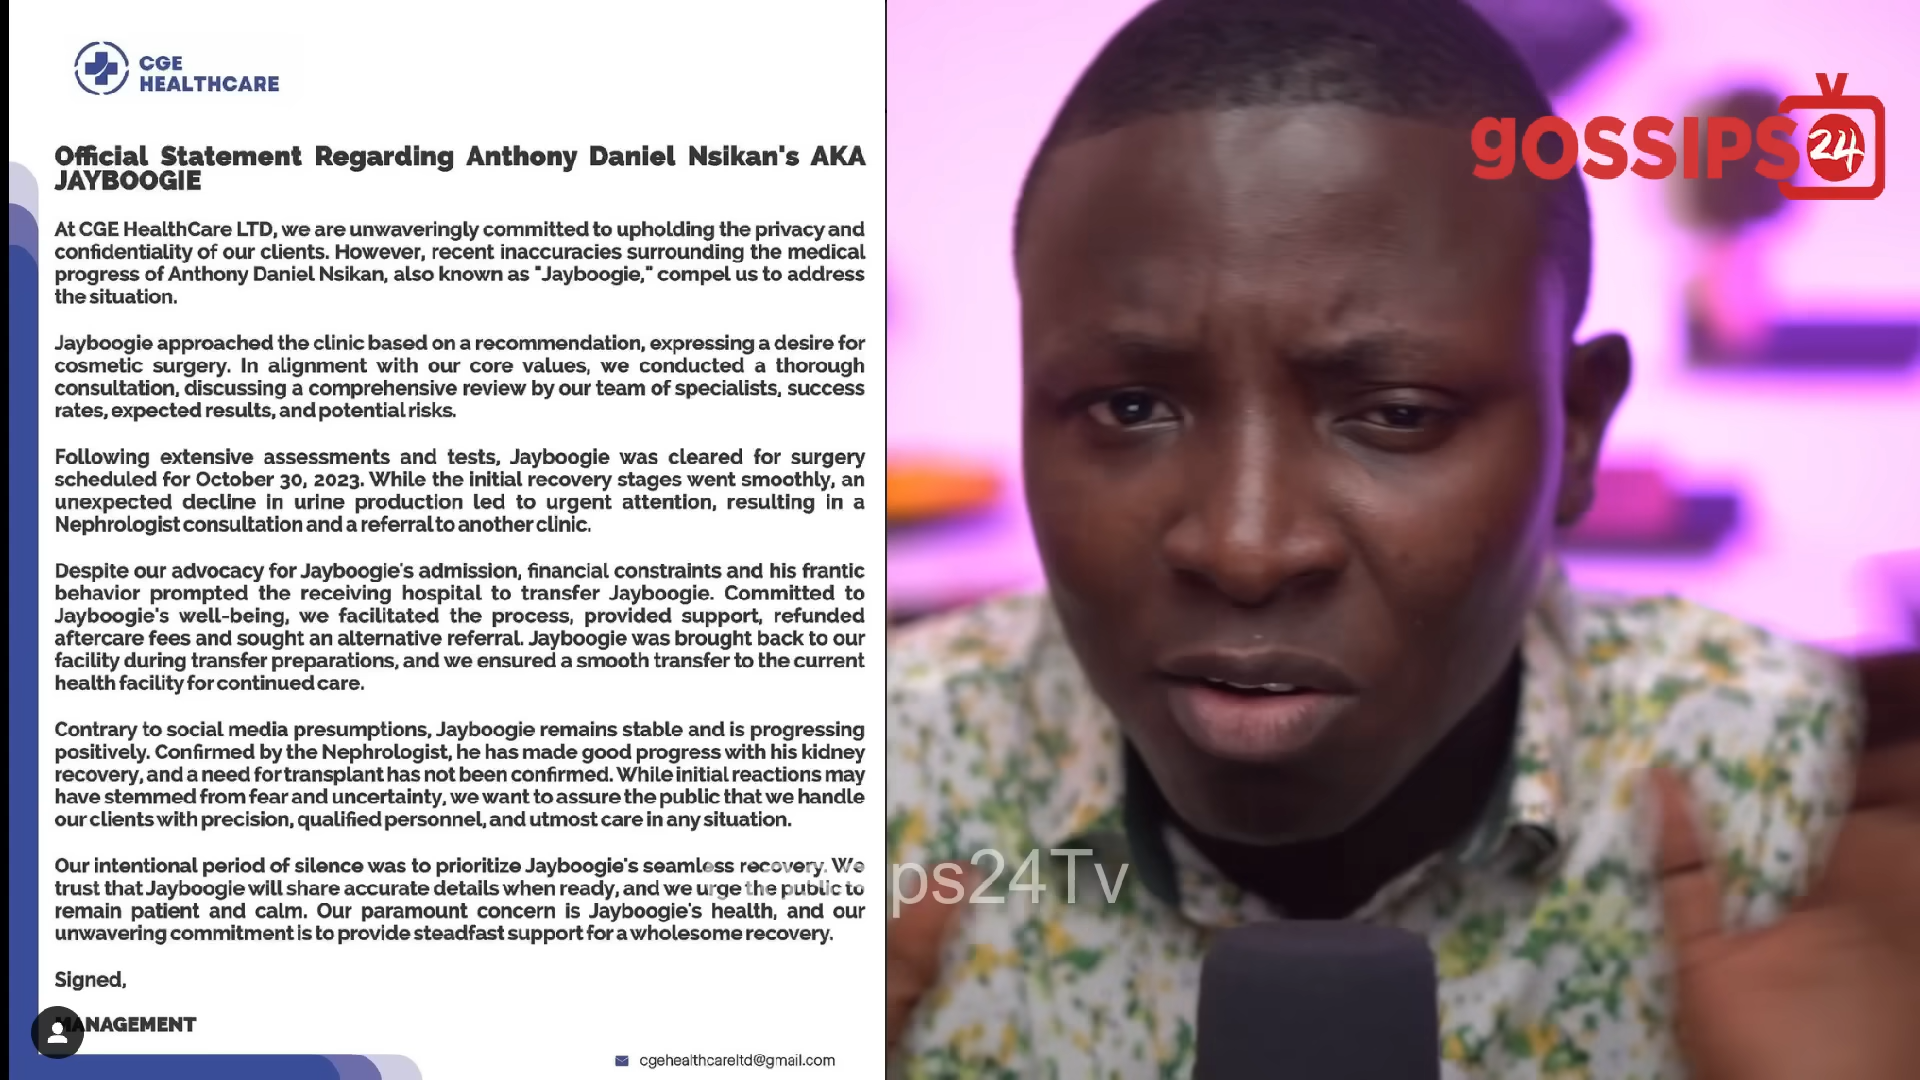 CGE
HEALTHCARE
Official Statement Regarding Anthony Daniel Nsikan's AKA
JAYBOOGIE
At CGE HealthCare LTD, we are unwaveringly committed to upholding the privacy and
confidentiality of our clients. However, recent inaccuracies surrounding the medical
progress of Anthony Daniel Nsikan, also known as "Jayboogie," compel us to address
the situation.
Jayboogie approached the clinic based on a recommendation, expressing a desire for
cosmetic surgery. In alignment with our core values, we conducted a thorough
consultation, discussing a comprehensive review by our team of specialists, success
rates, expected results, and potential risks.
Following extensive assessments and tests, Jayboogie was cleared for surgery
scheduled for October 30, 2023. While the initial recovery stages went smoothly, an
unexpected decline in urine production led to urgent attention, resulting in a
Nephrologist consultation and a referral to another clinic.
Despite our advocacy for Jayboogie's admission, financial constraints and his frantic
behavior prompted the receiving hospital to transfer Jayboogie. Committed to
Jayboogie's well-being, we facilitated the process, provided support, refunded
aftercare fees and sought an alternative referral. Jayboogie was brought back to our
facility during transfer preparations, and we ensured a smooth transfer to the current
health facility for continued care.
Contrary to social media presumptions, Jayboogie remains stable and is progressing
positively. Confirmed by the Nephrologist, he has made good progress with his kidney
recovery, and a need for transplant has not been confirmed. While initial reactions may
have stemmed from fear and uncertainty, we want to assure the public that we handle
our clients with precision, qualified personnel, and utmost care in any situation.
Our intentional period of silence was to prioritize Jayboogie's seamless recovery. We
trust that Jayboogie will share accurate details when ready, and we urge the public to
remain patient and calm. Our paramount concern is Jayboogie's health, and our
unwavering commitment is to provide steadfast support for a wholesome recovery.
Signed,
MANAGEMENT
cgehealthcareltd@gmail.com
gOSSIPS 24
ps24Tv